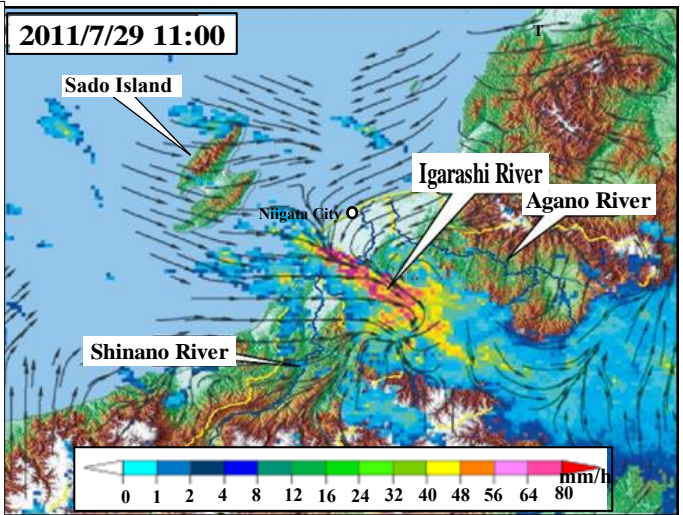 2011/7/29 11:00
T
Sado Island
Igarashi River
Agano River
Niigata City
Shinano River
mm/h
0 1 2 4 8 12 16 24 32 40 48 56 64 80